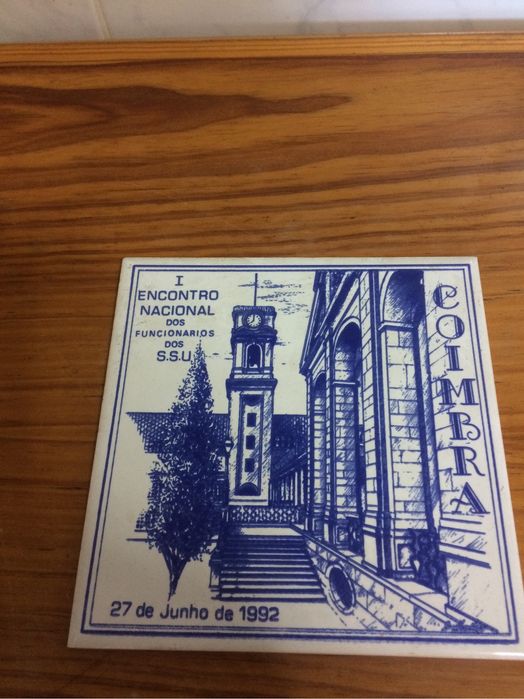 I
ENCONTRO
NACIONAL
DOS
FUNCIONARIOS
DOS
S.S.U.
COIMBRA
27 de Junho de 1992